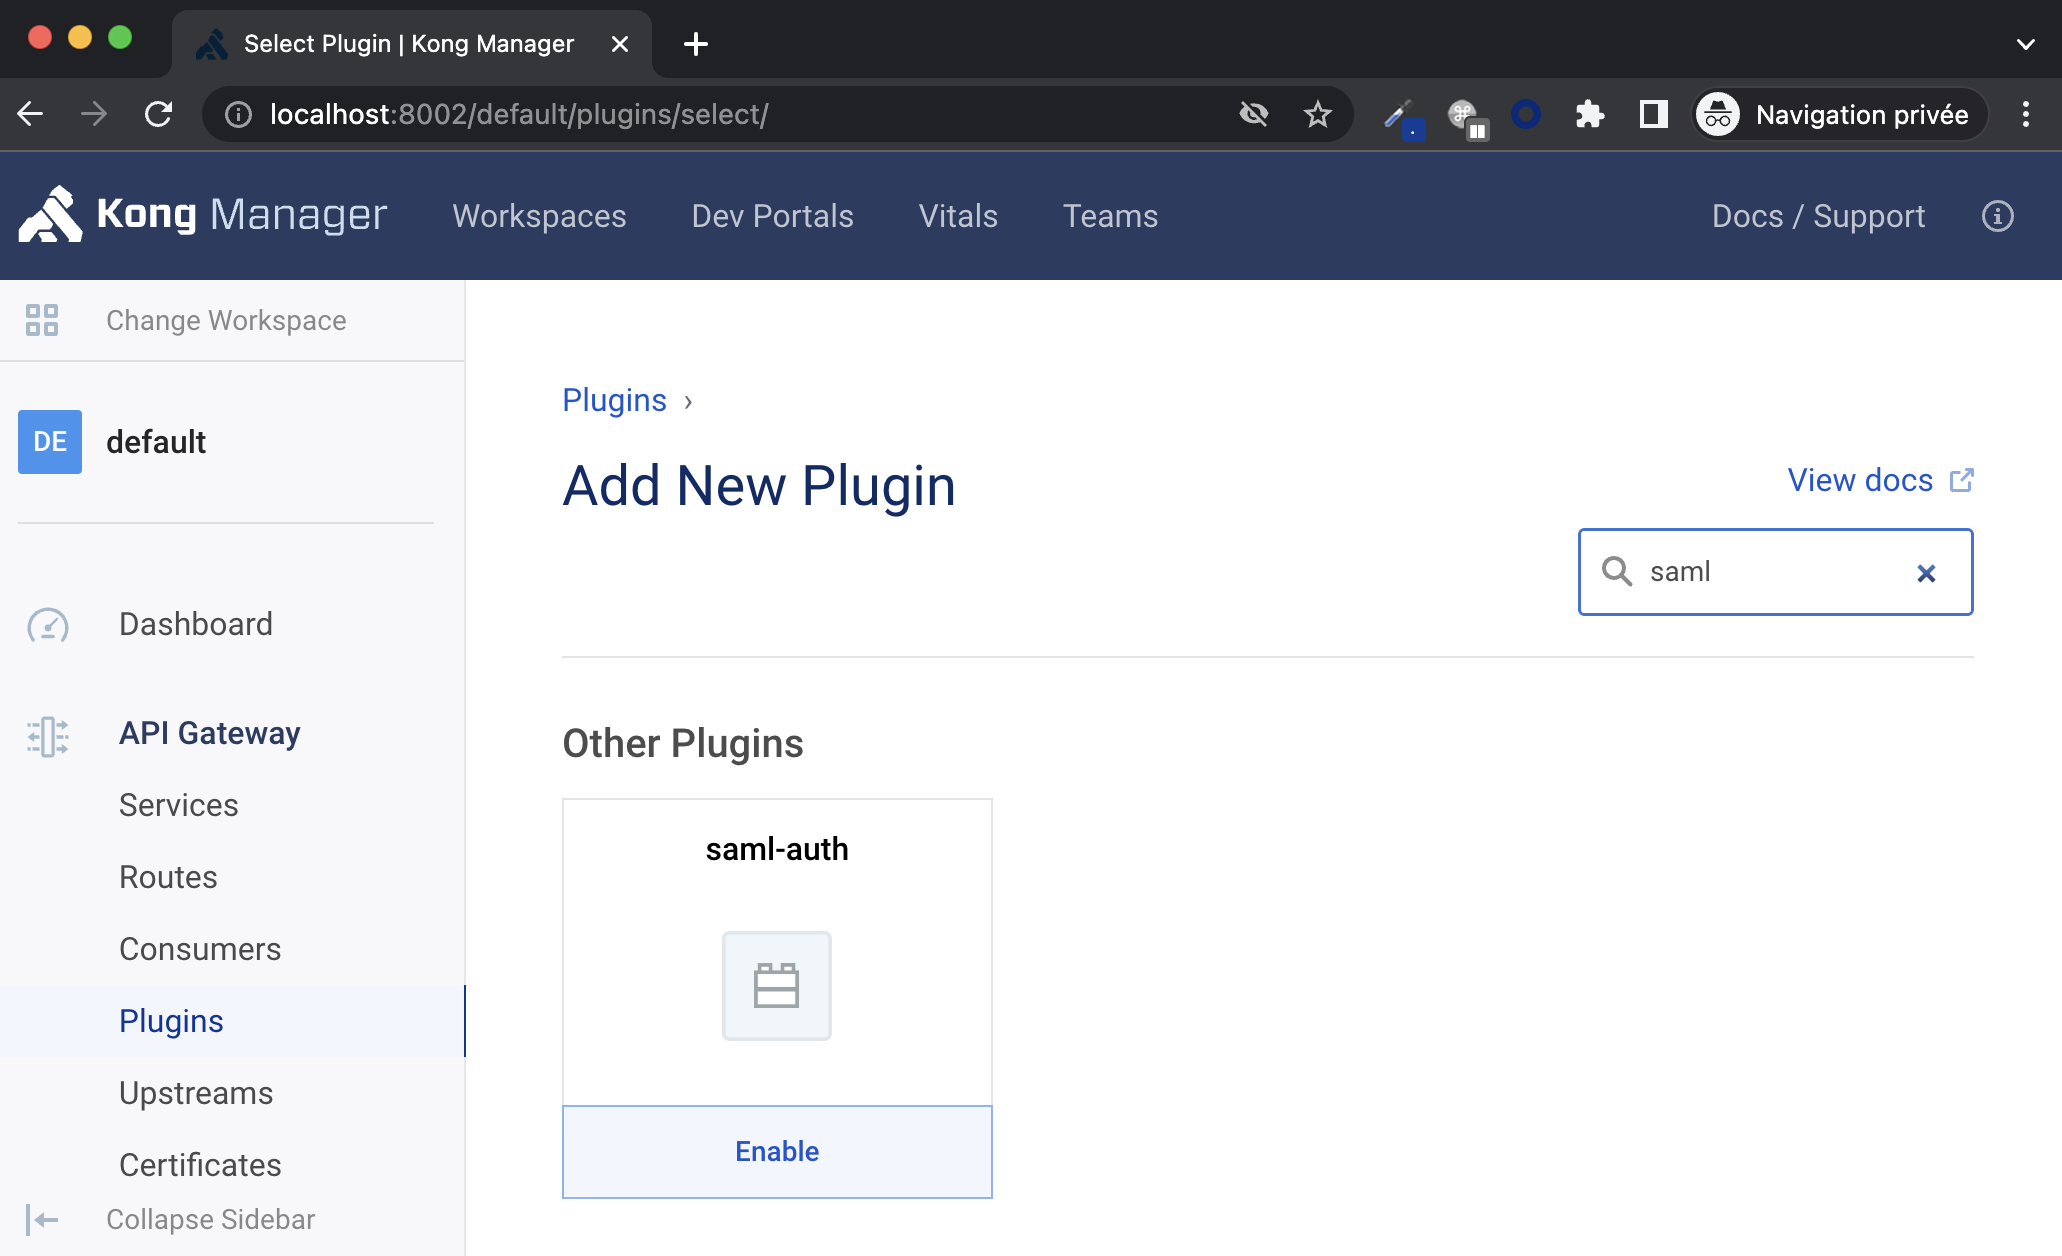 Select Plugin | Kong Manager
localhost:8002/default/plugins/select/
Navigation privée
Kong Manager
Workspaces
Dev Portals
Vitals
Teams
Docs / Support
Change Workspace
DE
default
Dashboard
API Gateway
Services
Routes
Consumers
Plugins
Upstreams
Certificates
Collapse Sidebar
Plugins ›
Add New Plugin
View docs
saml
Other Plugins
saml-auth
Enable